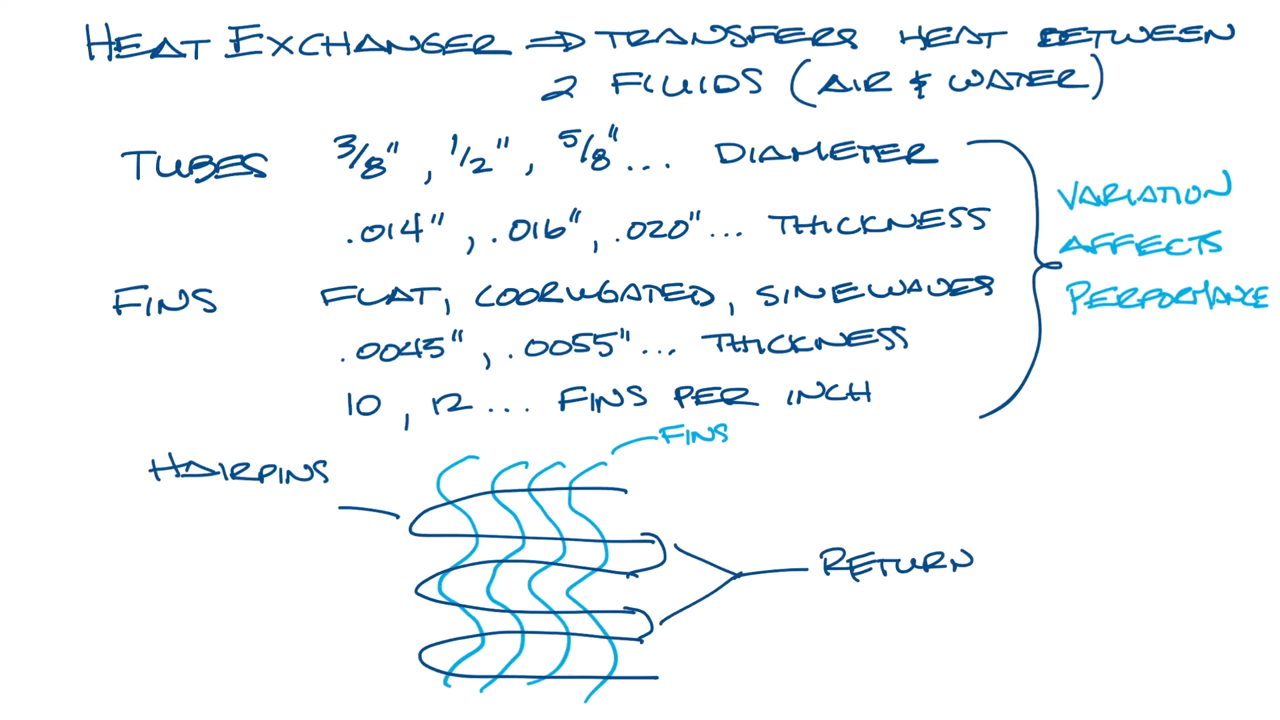 HEAT EXCHANGER ⇒ TRANSFERS HEAT BETWEEN
2 FLUIDS (AIR & WATER)
TUBES 3/8", 1/2", 5/8"... DIAMETER
.014", .016", .020"... THICKNESS
FINS FLAT, COORUGATED, SINEWAVES
.0045", .0055"... THICKNESS
10, 12... FINS PER INCH
VARIATION
AFFECTS
PERFORMANCE
FINS
HAIRPINS
RETURN